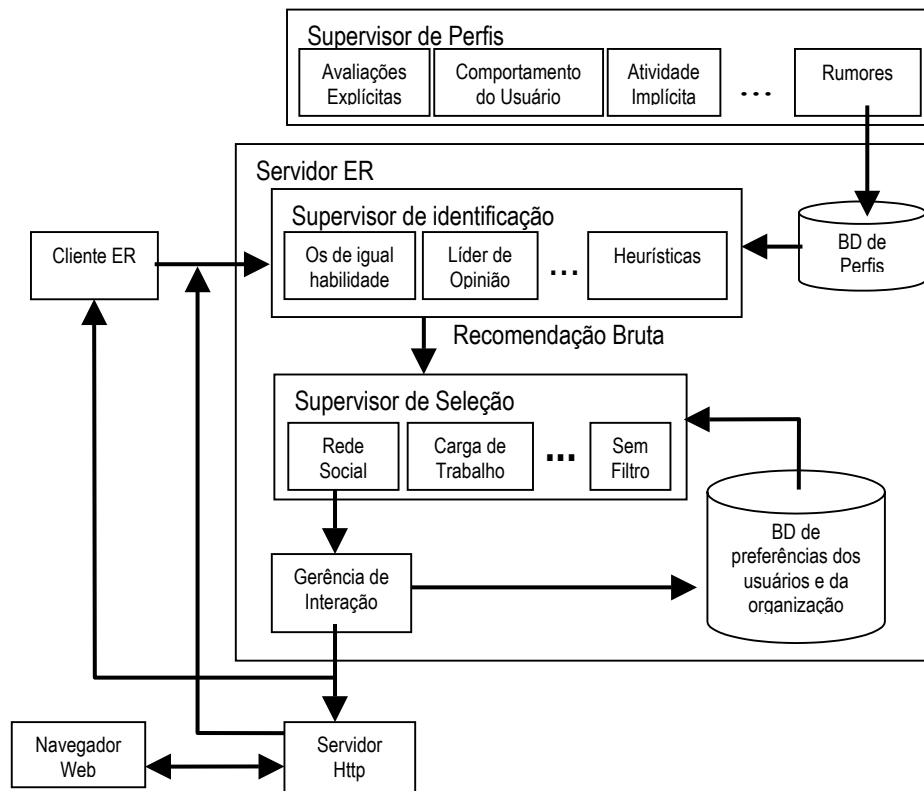 Supervisor de Perfis
Avaliações
Explícitas
Comportamento
do Usuário
Atividade
Implícita
...
Rumores
Servidor ER
Supervisor de identificação
Os de igual
habilidade
Líder de
Opinião
...
Heurísticas
BD de
Perfis
Cliente ER
Recomendação Bruta
Supervisor de Seleção
Rede
Social
Carga de
Trabalho
...
Sem
Filtro
BD de
preferências dos
usuários e da
organização
Gerência de
Interação
Navegador
Web
Servidor
Http